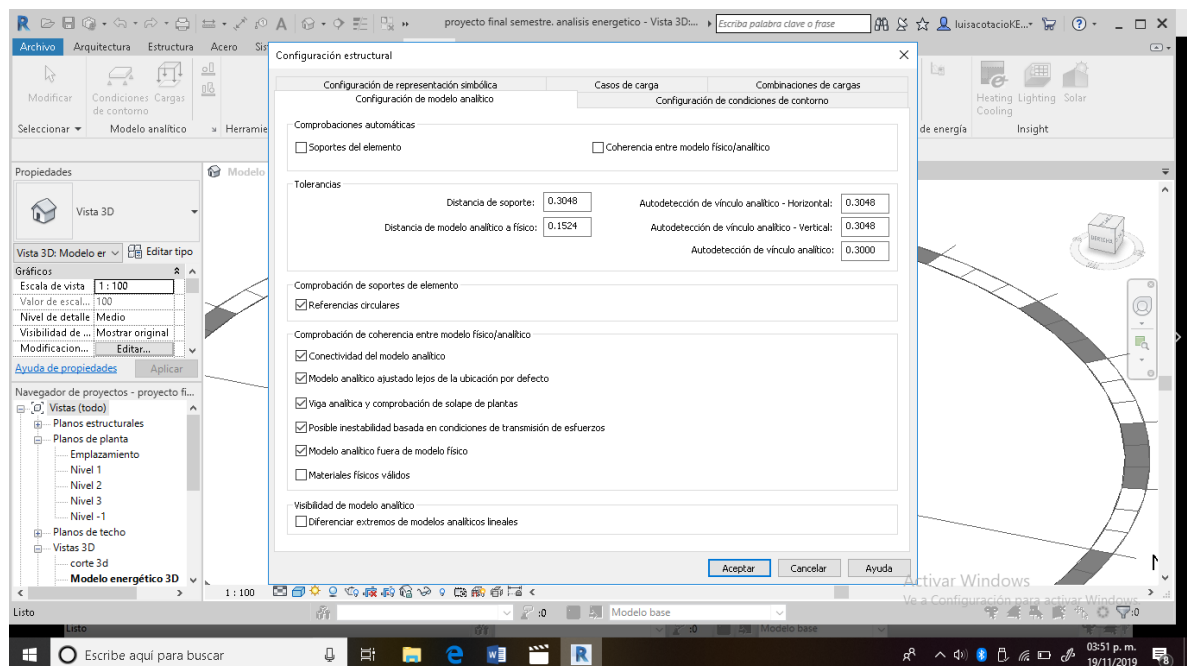 proyecto final semestre. analisis energetico - Vista 3D:...
Escriba palabra clave o frase
luisacotacioKE...
Archivo Arquitectura Estructura Acero Sis
Modificar
Condiciones de contorno
Cargas
Heating Cooling
Lighting
Solar
Seleccionar
Modelo analítico
Herramie
de energía
Insight
Propiedades
Modelo
Vista 3D
Vista 3D: Modelo er
Editar tipo
Gráficos
Escala de vista 1 : 100
Valor de escal... 100
Nivel de detalle Medio
Visibilidad de ... Mostrar original
Modificacion... Editar...
Ayuda de propiedades
Aplicar
Navegador de proyectos - proyecto fi...
Vistas (todo)
Planos estructurales
Planos de planta
Emplazamiento
Nivel 1
Nivel 2
Nivel 3
Nivel -1
Planos de techo
Vistas 3D
corte 3d
Modelo energético 3D
Configuración estructural
Configuración de representación simbólica
Casos de carga
Combinaciones de cargas
Configuración de modelo analítico
Configuración de condiciones de contorno
Comprobaciones automáticas
Soportes del elemento
Coherencia entre modelo físico/analítico
Tolerancias
Distancia de soporte: 0.3048
Autodetección de vínculo analítico - Horizontal: 0.3048
Distancia de modelo analítico a físico: 0.1524
Autodetección de vínculo analítico - Vertical: 0.3048
Autodetección de vínculo analítico: 0.3000
Comprobación de soportes de elemento
Referencias circulares
Comprobación de coherencia entre modelo físico/analítico
Conectividad del modelo analítico
Modelo analítico ajustado lejos de la ubicación por defecto
Viga analítica y comprobación de solape de plantas
Posible inestabilidad basada en condiciones de transmisión de esfuerzos
Modelo analítico fuera de modelo físico
Materiales físicos válidos
Visibilidad de modelo analítico
Diferenciar extremos de modelos analíticos lineales
Aceptar
Cancelar
Ayuda
Activar Windows
Ve a Configuración para activar Windows.
1 : 100
Listo
:0
Modelo base
:0
Listo
:0
Modelo base
Escribe aquí para buscar
03:51 p. m.
19/11/2019